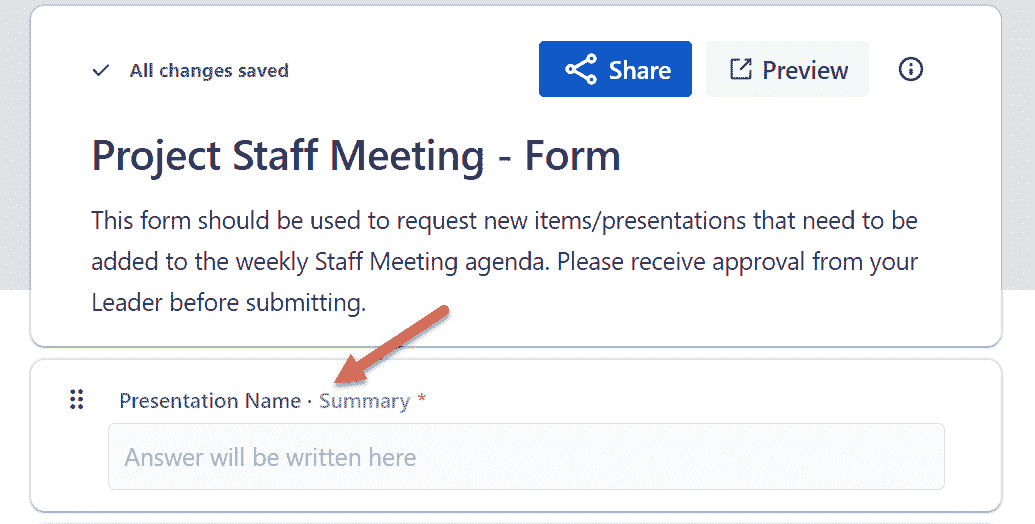 All changes saved
Share
Preview
Project Staff Meeting - Form
This form should be used to request new items/presentations that need to be
added to the weekly Staff Meeting agenda. Please receive approval from your
Leader before submitting.
Presentation Name · Summary *
Answer will be written here